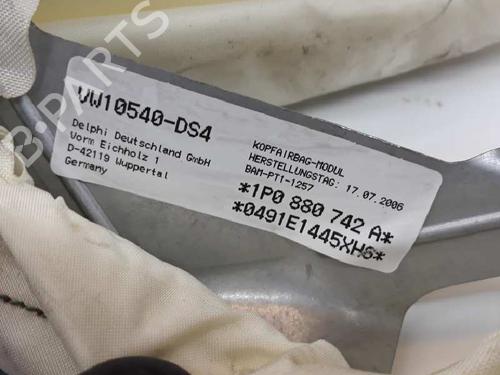 VW10540-DS4
Delphi Deutschland GmbH
Vorm Eichholz 1
D-42119 Wuppertal
Germany
KOPFAIRBAG-MODUL
HERSTELLUNGSTAG: 17.07.2006
BAM-PT1-1257
*1P0 880 742 A*
*0491E1445XH6*
B-PARTS